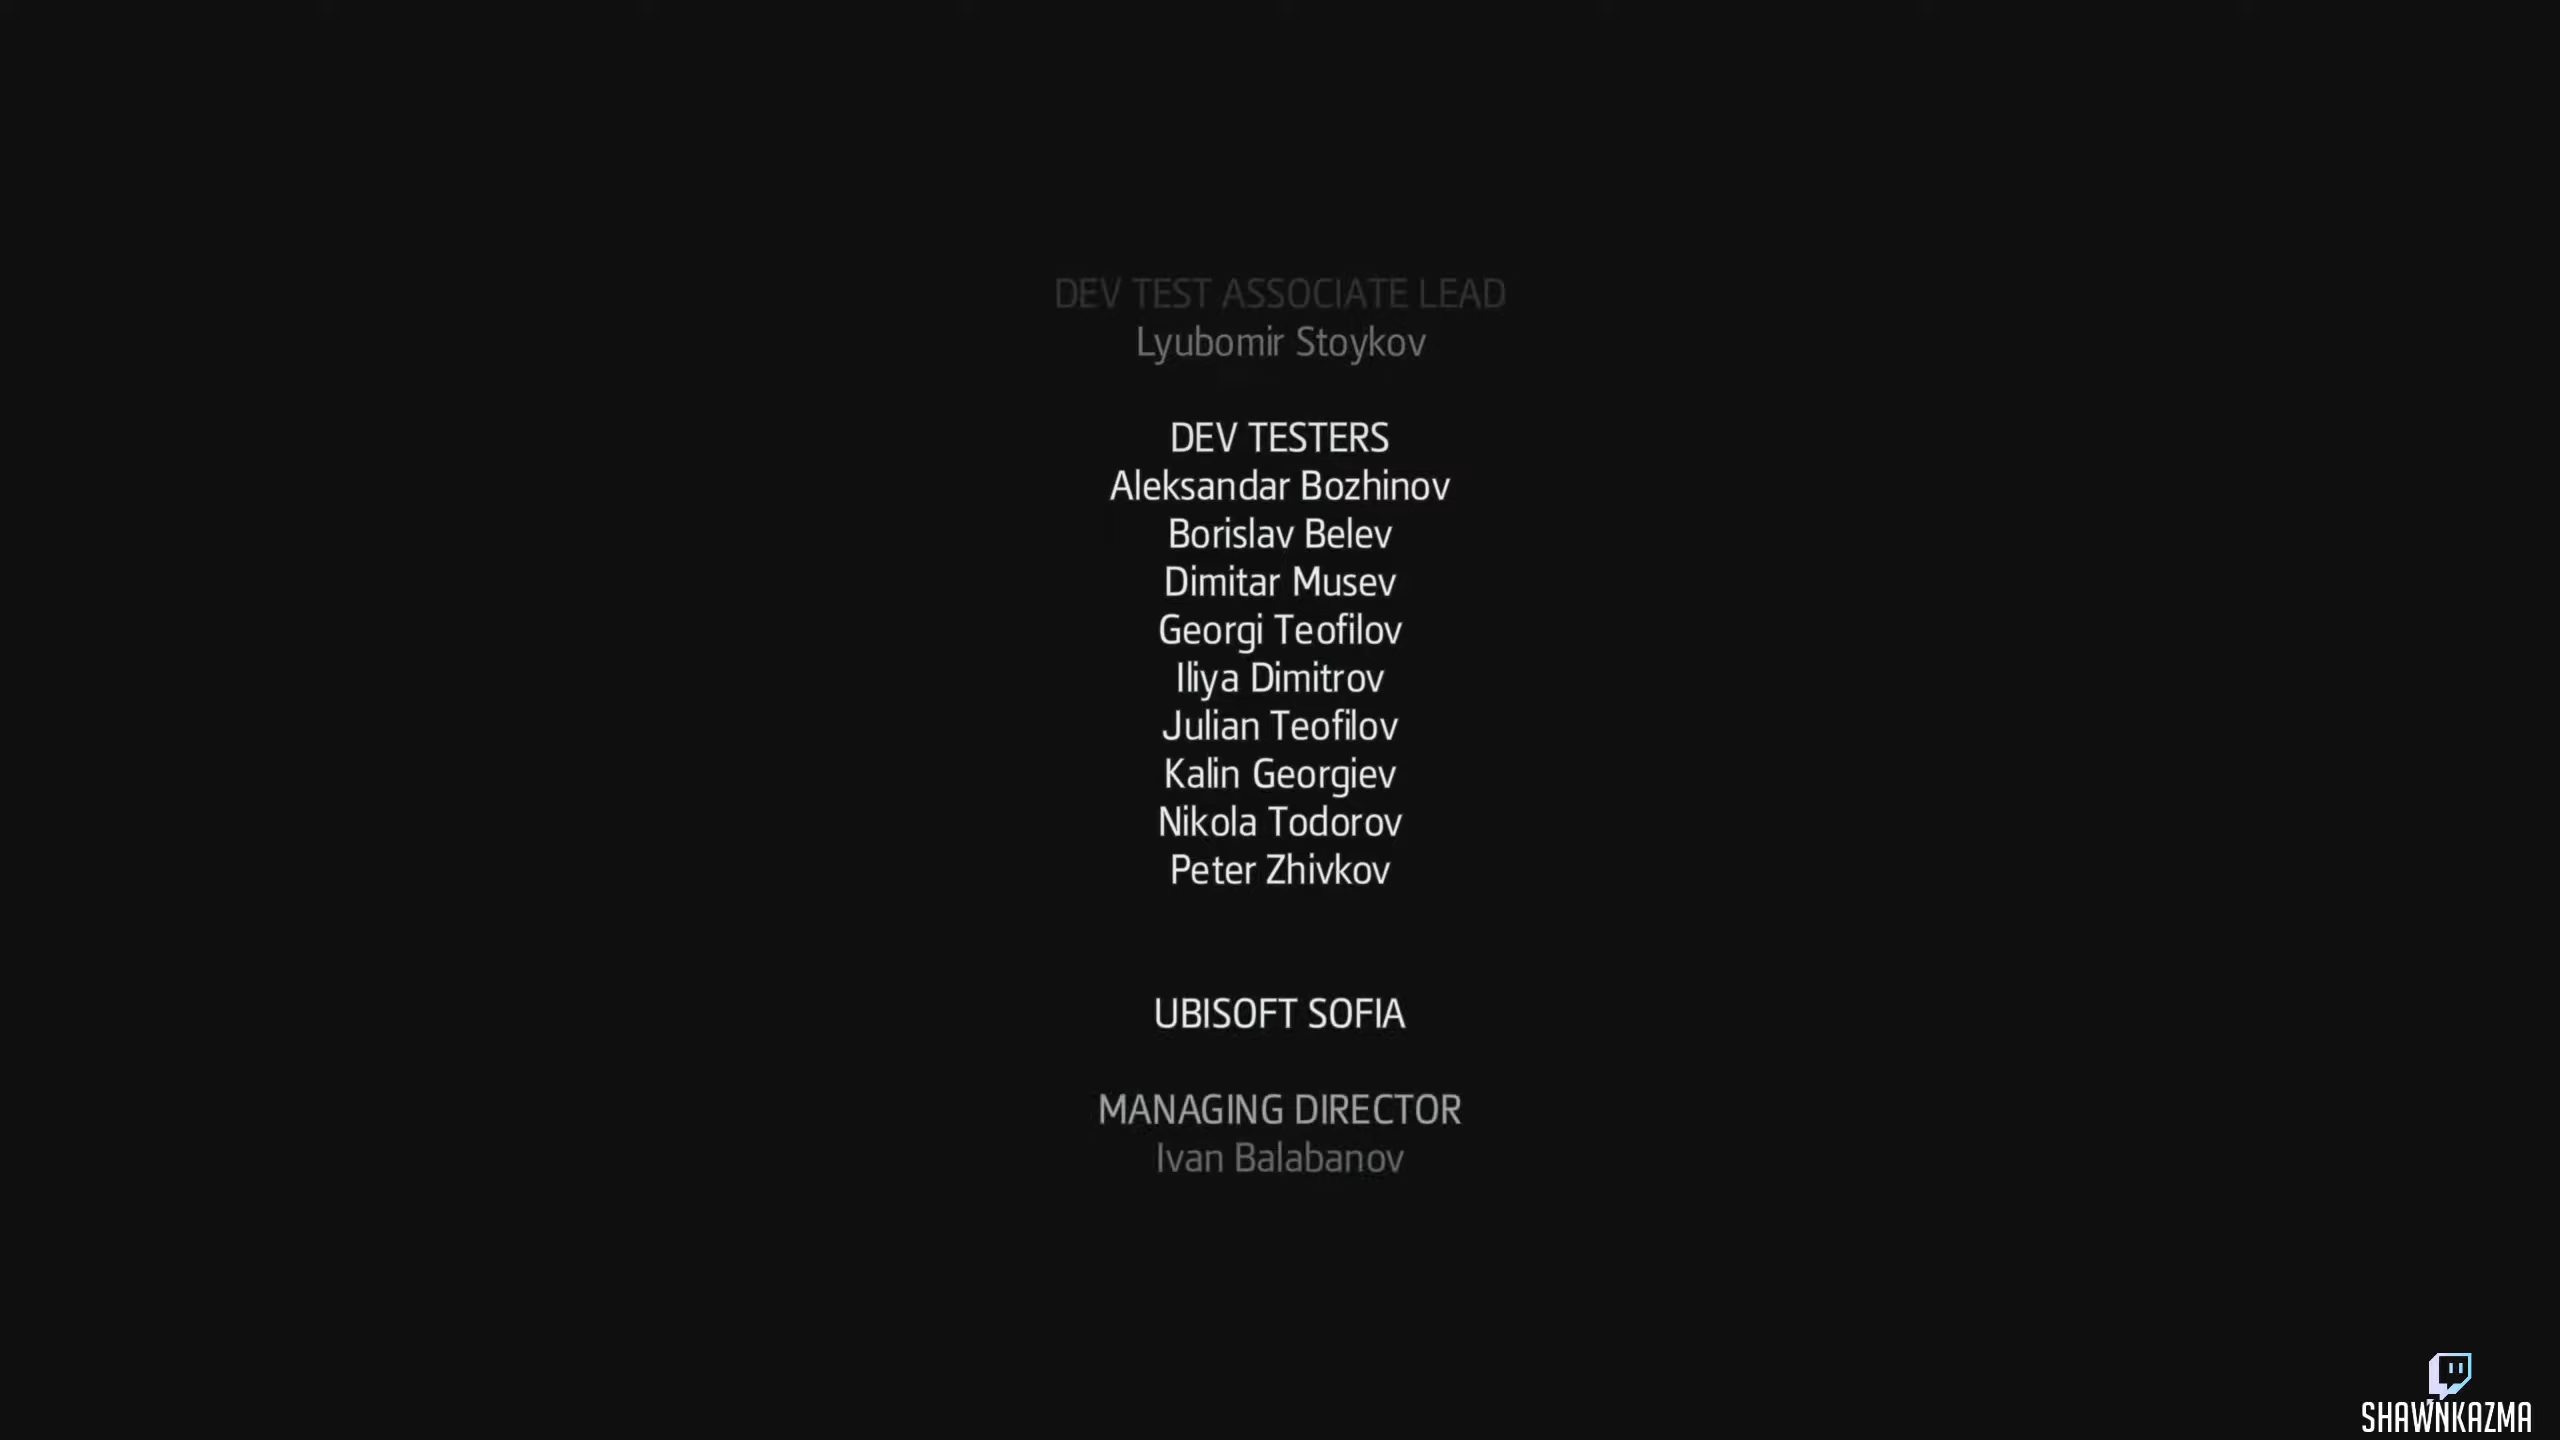 DEV TEST ASSOCIATE LEAD
Lyubomir Stoykov
DEV TESTERS
Aleksandar Bozhinov
Borislav Belev
Dimitar Musev
Georgi Teofilov
Iliya Dimitrov
Julian Teofilov
Kalin Georgiev
Nikola Todorov
Peter Zhivkov
UBISOFT SOFIA
MANAGING DIRECTOR
Ivan Balabanov
SHAWNKAZMA